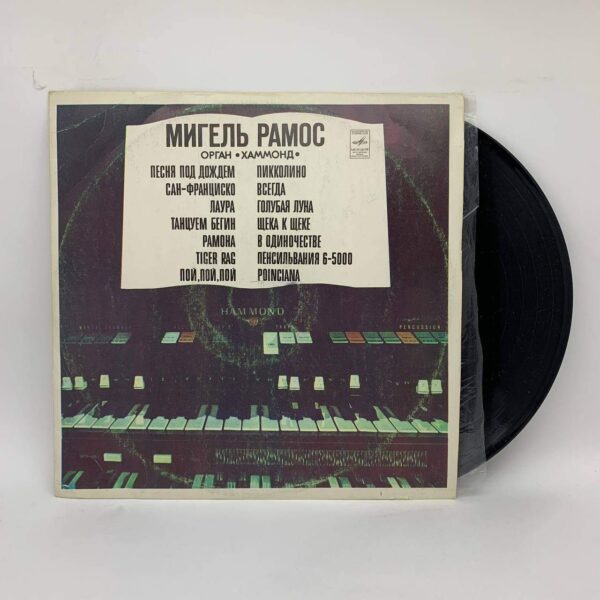 МИГЕЛЬ РАМОС
ОРГАН «ХАММОНД»
ПЕСНЯ ПОД ДОЖДЕМ
САН-ФРАНЦИСКО
ЛАУРА
ТАНЦУЕМ БЕГИН
РАМОНА
TIGER RAG
ПОЙ,ПОЙ,ПОЙ
ПИККОЛИНО
ВСЕГДА
ГОЛУБАЯ ЛУНА
ЩЕКА К ЩЕКЕ
В ОДИНОЧЕСТВЕ
ПЕНСИЛЬВАНИЯ 6-5000
POINCIANA
HAMMOND
PERCUSSION